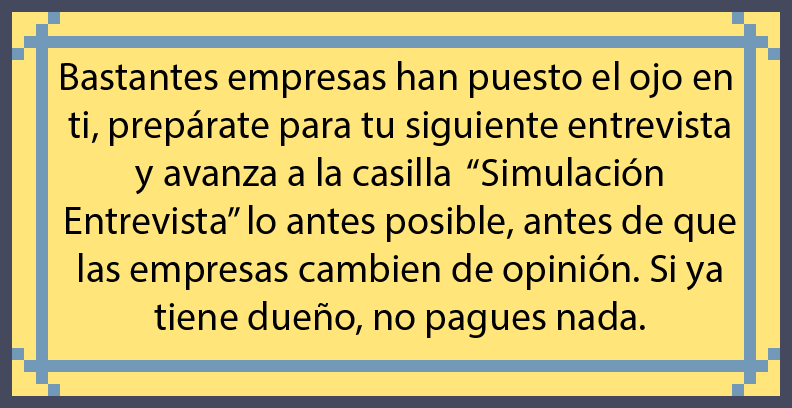 Bastantes empresas han puesto el ojo en
ti, prepárate para tu siguiente entrevista
y avanza a la casilla “Simulación
Entrevista” lo antes posible, antes de que
las empresas cambien de opinión. Si ya
tiene dueño, no pagues nada.